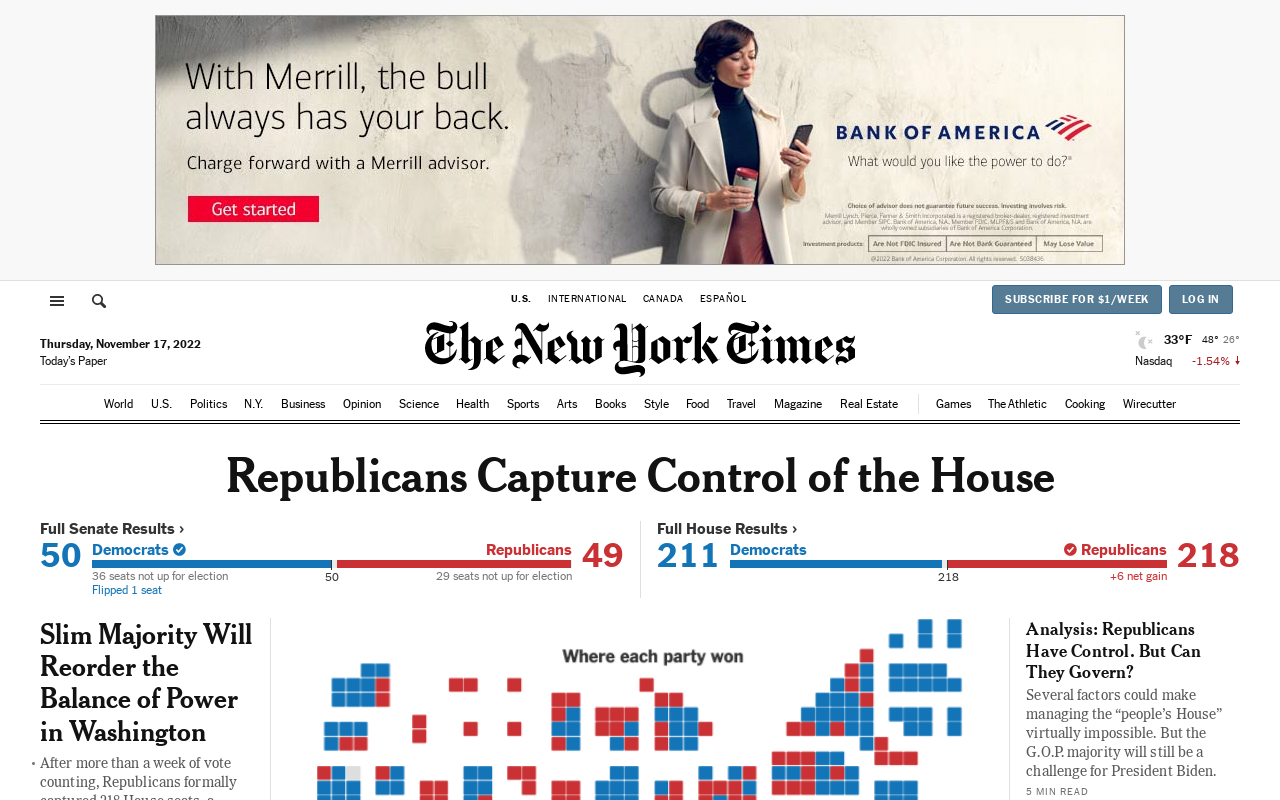 With Merrill, the bull
always has your back.
Charge forward with a Merrill advisor.
Get started
BANK OF AMERICA
What would you like the power to do?®
Choice of advisor does not guarantee future success. Investing involves risk.
Merrill Lynch, Pierce, Fenner & Smith Incorporated is a registered broker-dealer, registered investment
advisor, and Member SIPC. Bank of America, N.A., Member FDIC. MLPF&S and Bank of America, N.A. are
wholly owned subsidiaries of Bank of America Corporation.
Investment products: Are Not FDIC Insured Are Not Bank Guaranteed May Lose Value
@2022 Bank of America Corporation. All rights reserved. 5038436
U.S. INTERNATIONAL CANADA ESPAÑOL
SUBSCRIBE FOR $1/WEEK LOG IN
The New York Times
Thursday, November 17, 2022
Today's Paper
33°F 48° 26°
Nasdaq -1.54% ↓
World U.S. Politics N.Y. Business Opinion Science Health Sports Arts Books Style Food Travel Magazine Real Estate Games The Athletic Cooking Wirecutter
Republicans Capture Control of the House
Full Senate Results ›
50 Democrats Republicans 49
36 seats not up for election 50 29 seats not up for election
Flipped 1 seat
Full House Results ›
211 Democrats Republicans 218
218 +6 net gain
Slim Majority Will
Reorder the
Balance of Power
in Washington
• After more than a week of vote
counting, Republicans formally
captured 218 House seats, a
Where each party won
Analysis: Republicans
Have Control. But Can
They Govern?
Several factors could make
managing the “people’s House”
virtually impossible. But the
G.O.P. majority will still be a
challenge for President Biden.
5 MIN READ